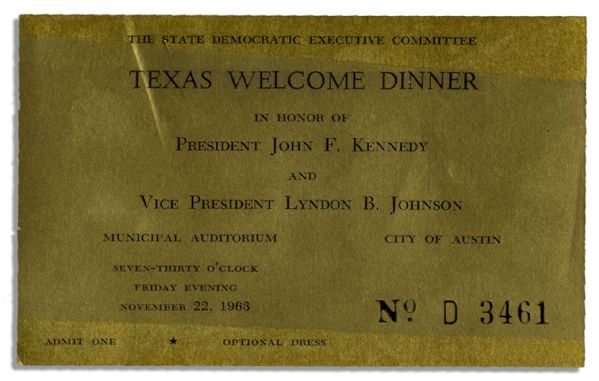 THE STATE DEMOCRATIC EXECUTIVE COMMITTEE
TEXAS WELCOME DINNER
IN HONOR OF
PRESIDENT JOHN F. KENNEDY
AND
VICE PRESIDENT LYNDON B. JOHNSON
MUNICIPAL AUDITORIUM CITY OF AUSTIN
SEVEN-THIRTY O'CLOCK
FRIDAY EVENING
NOVEMBER 22, 1963
Nº D 3461
ADMIT ONE ★ OPTIONAL DRESS